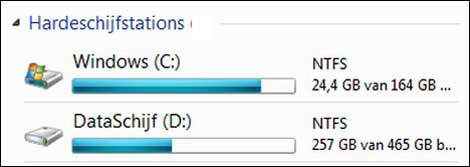 Hardeschijfstations (
Windows (C:)
NTFS
24,4 GB van 164 GB ...
DataSchijf (D:)
NTFS
257 GB van 465 GB b...